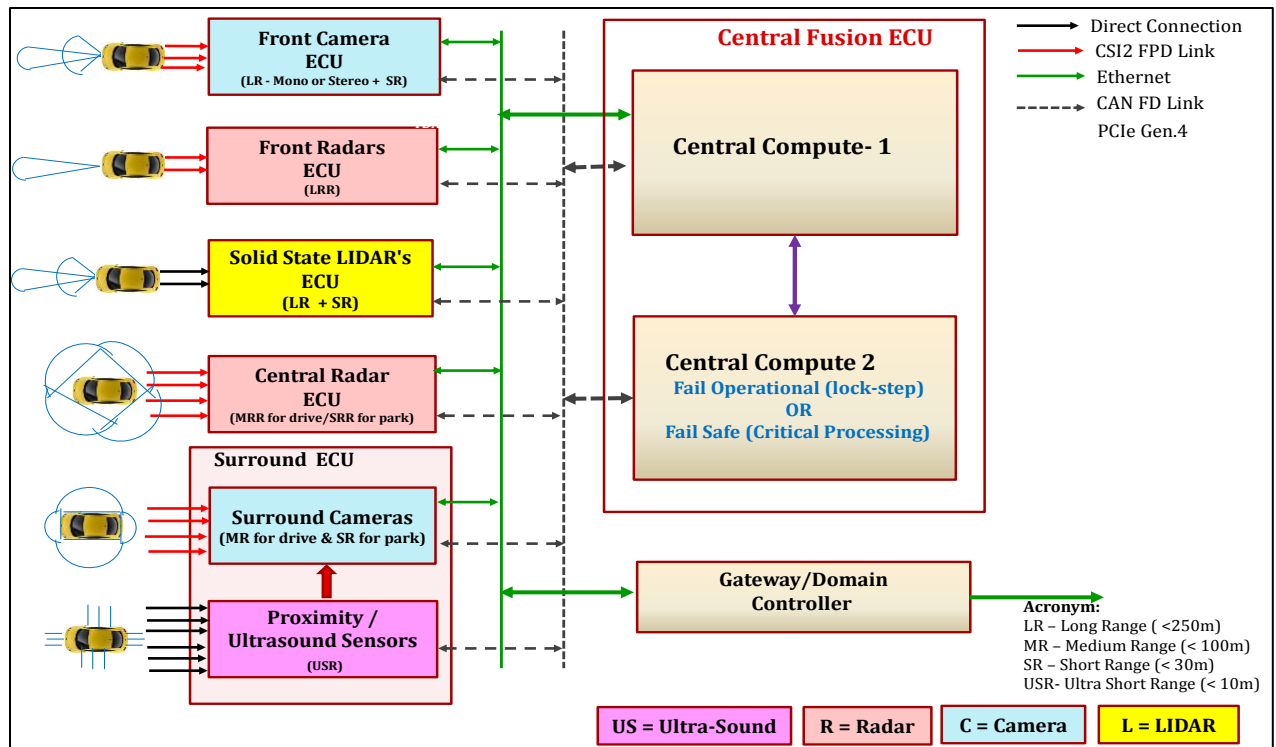 Front Camera
ECU
(LR - Mono or Stereo + SR)
Front Radars
ECU
(LRR)
Solid State LIDAR's
ECU
(LR + SR)
Central Radar
ECU
(MRR for drive/SRR for park)
Surround ECU
Surround Cameras
(MR for drive & SR for park)
Proximity /
Ultrasound Sensors
(USR)
Central Fusion ECU
Central Compute- 1
Central Compute 2
Fail Operational (lock-step)
OR
Fail Safe (Critical Processing)
Gateway/Domain
Controller
Direct Connection
CSI2 FPD Link
Ethernet
CAN FD Link
PCIe Gen.4
Acronym:
LR – Long Range ( <250m)
MR – Medium Range (< 100m)
SR – Short Range (< 30m)
USR- Ultra Short Range (< 10m)
US = Ultra-Sound
R = Radar
C = Camera
L = LIDAR